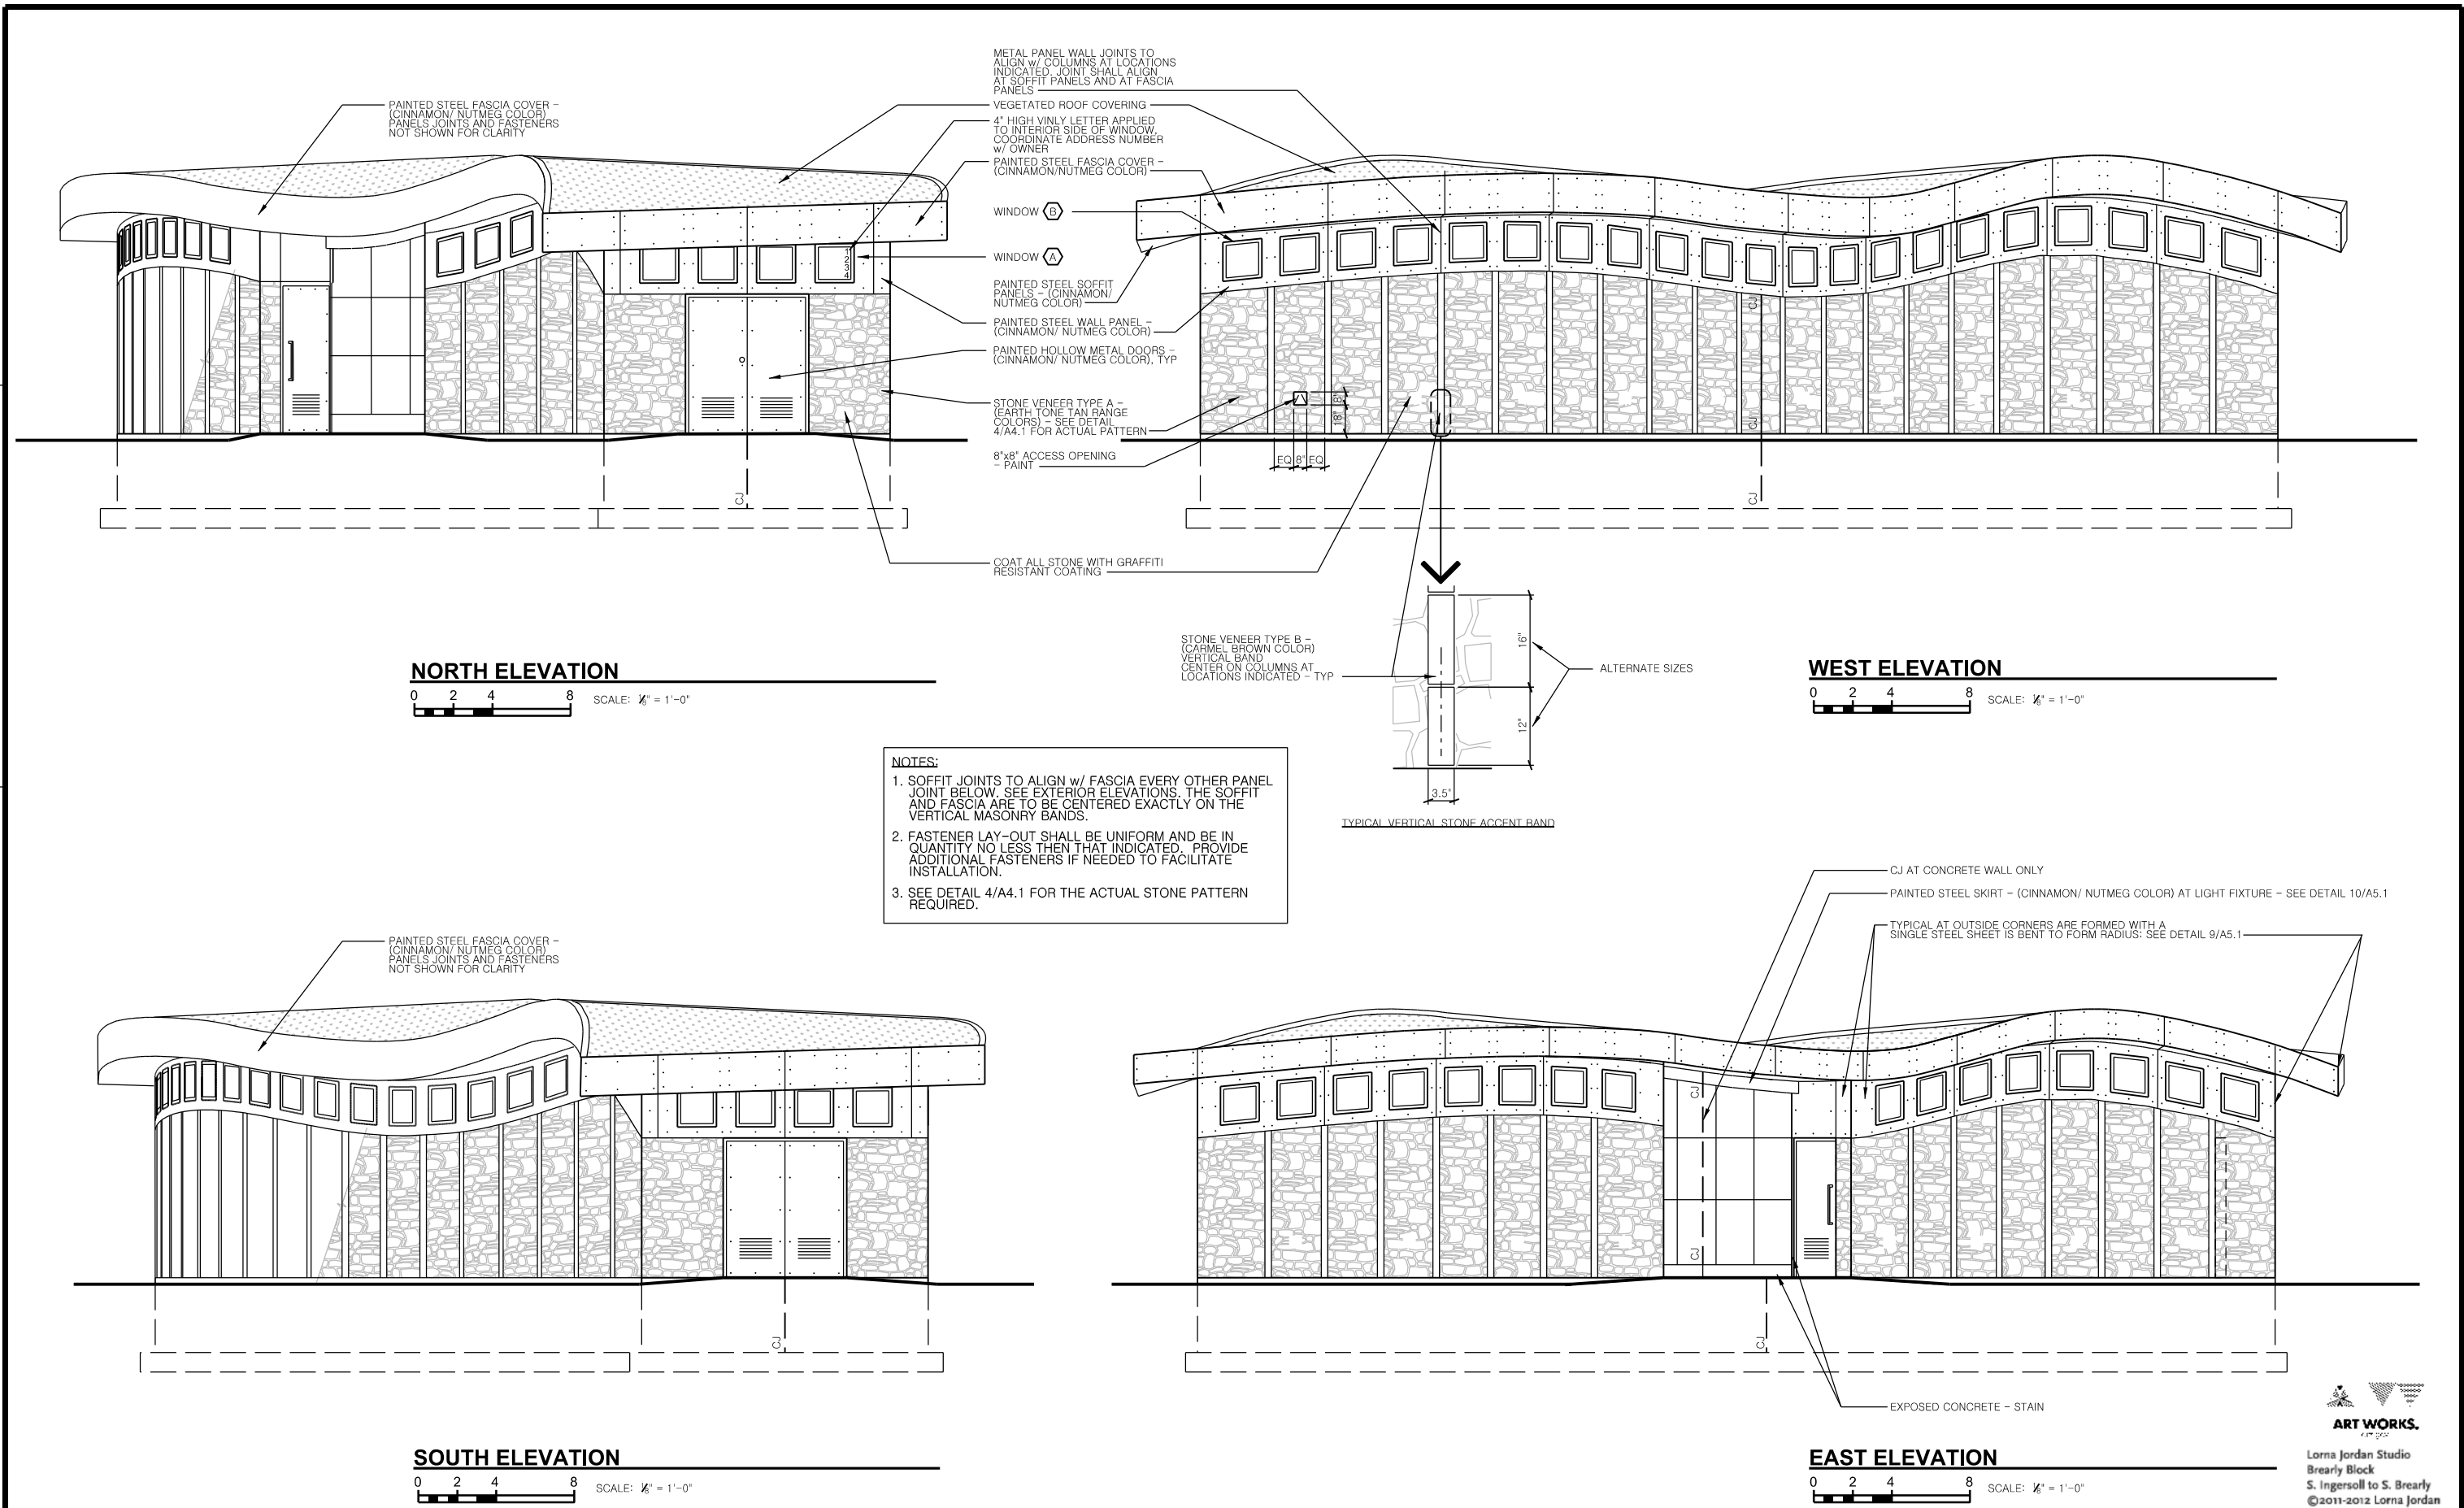 PAINTED STEEL FASCIA COVER -
(CINNAMON/ NUTMEG COLOR)
PANELS JOINTS AND FASTENERS
NOT SHOWN FOR CLARITY
METAL PANEL WALL JOINTS TO
ALIGN w/ COLUMNS AT LOCATIONS
INDICATED. JOINT SHALL ALIGN
AT SOFFIT PANELS AND AT FASCIA
PANELS
VEGETATED ROOF COVERING
4" HIGH VINLY LETTER APPLIED
TO INTERIOR SIDE OF WINDOW,
COORDINATE ADDRESS NUMBER
w/ OWNER
PAINTED STEEL FASCIA COVER -
(CINNAMON/NUTMEG COLOR)
WINDOW B
WINDOW A
PAINTED STEEL SOFFIT
PANELS - (CINNAMON/
NUTMEG COLOR)
PAINTED STEEL WALL PANEL -
(CINNAMON/ NUTMEG COLOR)
PAINTED HOLLOW METAL DOORS -
(CINNAMON/ NUTMEG COLOR), TYP
STONE VENEER TYPE A -
(EARTH TONE TAN RANGE
COLORS) - SEE DETAIL
4/A4.1 FOR ACTUAL PATTERN
8"x8" ACCESS OPENING
- PAINT
COAT ALL STONE WITH GRAFFITI
RESISTANT COATING
1
2
3
4
CJ
8"
18"
EQ 8" EQ
CJ
CJ
CJ
STONE VENEER TYPE B -
(CARMEL BROWN COLOR)
VERTICAL BAND
CENTER ON COLUMNS AT
LOCATIONS INDICATED - TYP
16"
12"
ALTERNATE SIZES
3.5"
TYPICAL VERTICAL STONE ACCENT BAND
NORTH ELEVATION
0 2 4 8
SCALE: ⅛" = 1'-0"
WEST ELEVATION
0 2 4 8
SCALE: ⅛" = 1'-0"
NOTES:
1. SOFFIT JOINTS TO ALIGN w/ FASCIA EVERY OTHER PANEL
JOINT BELOW. SEE EXTERIOR ELEVATIONS. THE SOFFIT
AND FASCIA ARE TO BE CENTERED EXACTLY ON THE
VERTICAL MASONRY BANDS.
2. FASTENER LAY-OUT SHALL BE UNIFORM AND BE IN
QUANTITY NO LESS THEN THAT INDICATED. PROVIDE
ADDITIONAL FASTENERS IF NEEDED TO FACILITATE
INSTALLATION.
3. SEE DETAIL 4/A4.1 FOR THE ACTUAL STONE PATTERN
REQUIRED.
PAINTED STEEL FASCIA COVER -
(CINNAMON/ NUTMEG COLOR)
PANELS JOINTS AND FASTENERS
NOT SHOWN FOR CLARITY
CJ AT CONCRETE WALL ONLY
PAINTED STEEL SKIRT - (CINNAMON/ NUTMEG COLOR) AT LIGHT FIXTURE - SEE DETAIL 10/A5.1
TYPICAL AT OUTSIDE CORNERS ARE FORMED WITH A
SINGLE STEEL SHEET IS BENT TO FORM RADIUS; SEE DETAIL 9/A5.1
CJ
CJ
CJ
CJ
EXPOSED CONCRETE - STAIN
SOUTH ELEVATION
0 2 4 8
SCALE: ⅛" = 1'-0"
EAST ELEVATION
0 2 4 8
SCALE: ⅛" = 1'-0"
ART WORKS.
Lorna Jordan Studio
Brearly Block
S. Ingersoll to S. Brearly
©2011-2012 Lorna Jordan